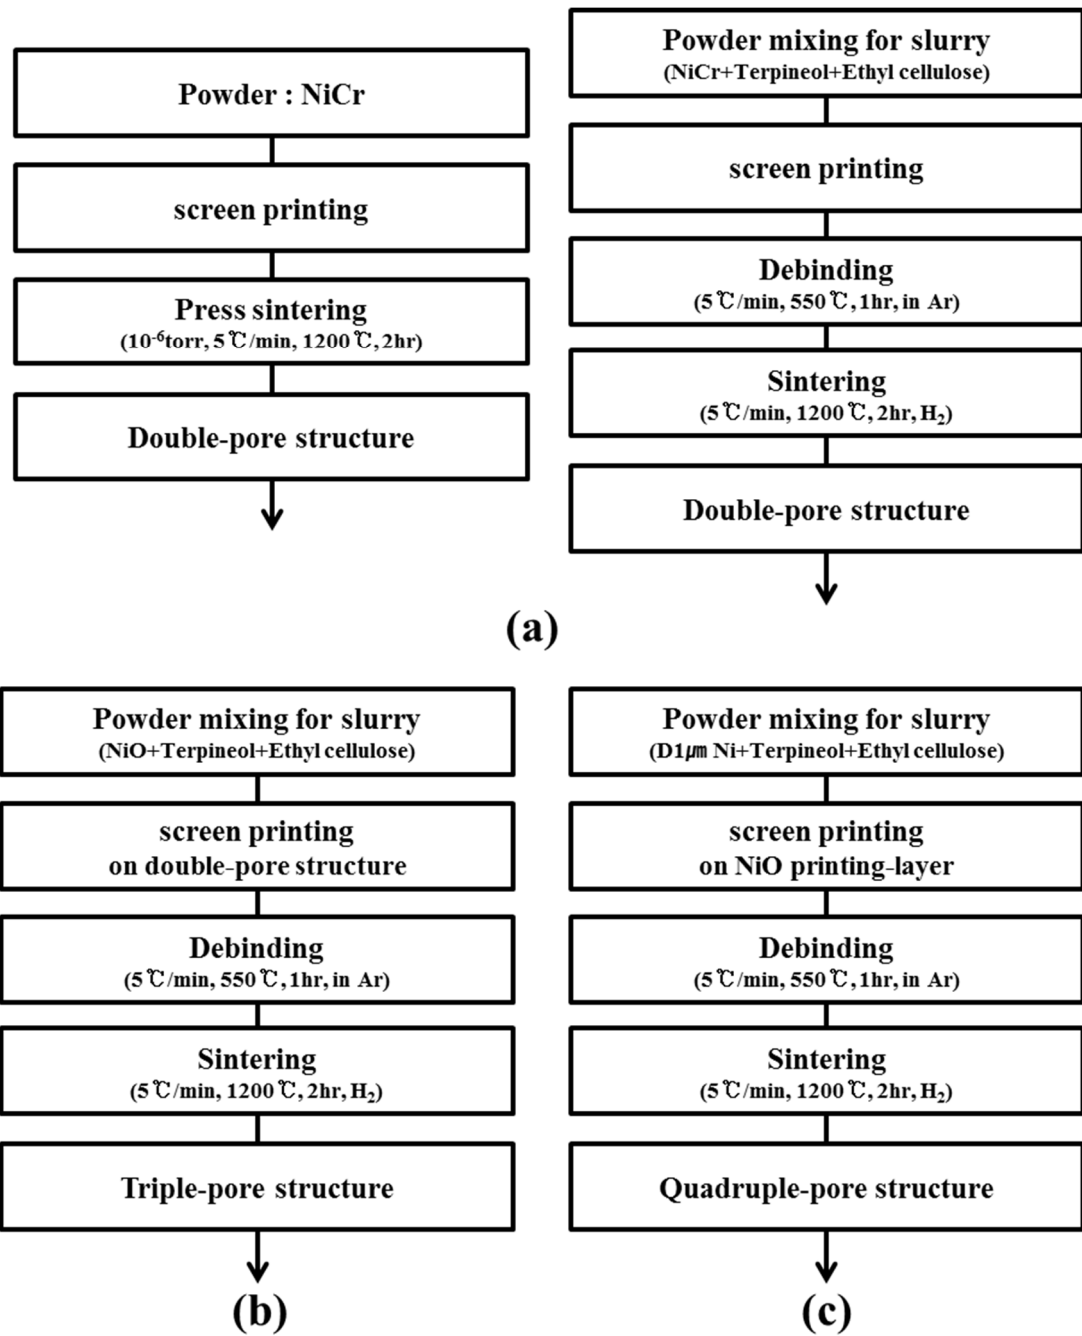 Powder : NiCr
screen printing
Press sintering
(10⁻⁶torr, 5℃/min, 1200℃, 2hr)
Double-pore structure
Powder mixing for slurry
(NiCr+Terpineol+Ethyl cellulose)
screen printing
Debinding
(5℃/min, 550℃, 1hr, in Ar)
Sintering
(5℃/min, 1200℃, 2hr, H₂)
Double-pore structure
(a)
Powder mixing for slurry
(NiO+Terpineol+Ethyl cellulose)
screen printing
on double-pore structure
Debinding
(5℃/min, 550℃, 1hr, in Ar)
Sintering
(5℃/min, 1200℃, 2hr, H₂)
Triple-pore structure
(b)
Powder mixing for slurry
(D1㎛ Ni+Terpineol+Ethyl cellulose)
screen printing
on NiO printing-layer
Debinding
(5℃/min, 550℃, 1hr, in Ar)
Sintering
(5℃/min, 1200℃, 2hr, H₂)
Quadruple-pore structure
(c)